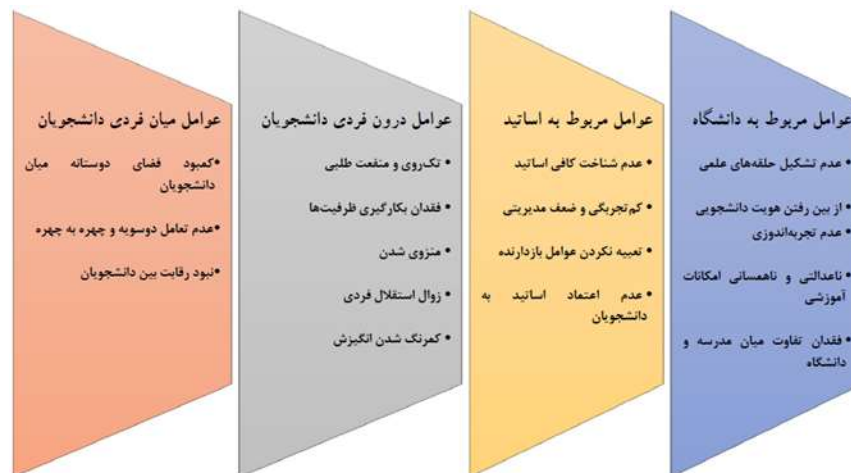 عوامل مربوط به دانشگاه
• عدم تشکیل حلقه‌های علمی
• از بین رفتن هویت دانشجویی
• عدم تجربه‌اندوزی
• ناعدالتی و ناهمسانی امکانات
آموزشی
• فقدان تفاوت میان مدرسه و
دانشگاه
عوامل مربوط به اساتید
• عدم شناخت کافی اساتید
• کم‌تجربگی و ضعف مدیریتی
• تعبیه نکردن عوامل بازدارنده
• عدم اعتماد اساتید به
دانشجویان
عوامل درون فردی دانشجویان
• تک‌روی و منفعت طلبی
• فقدان بکارگیری ظرفیت‌ها
• منزوی شدن
• زوال استقلال فردی
• کمرنگ شدن انگیزش
عوامل میان فردی دانشجویان
•کمبود فضای دوستانه میان
دانشجویان
•عدم تعامل دوسویه و چهره به چهره
•نبود رقابت بین دانشجویان